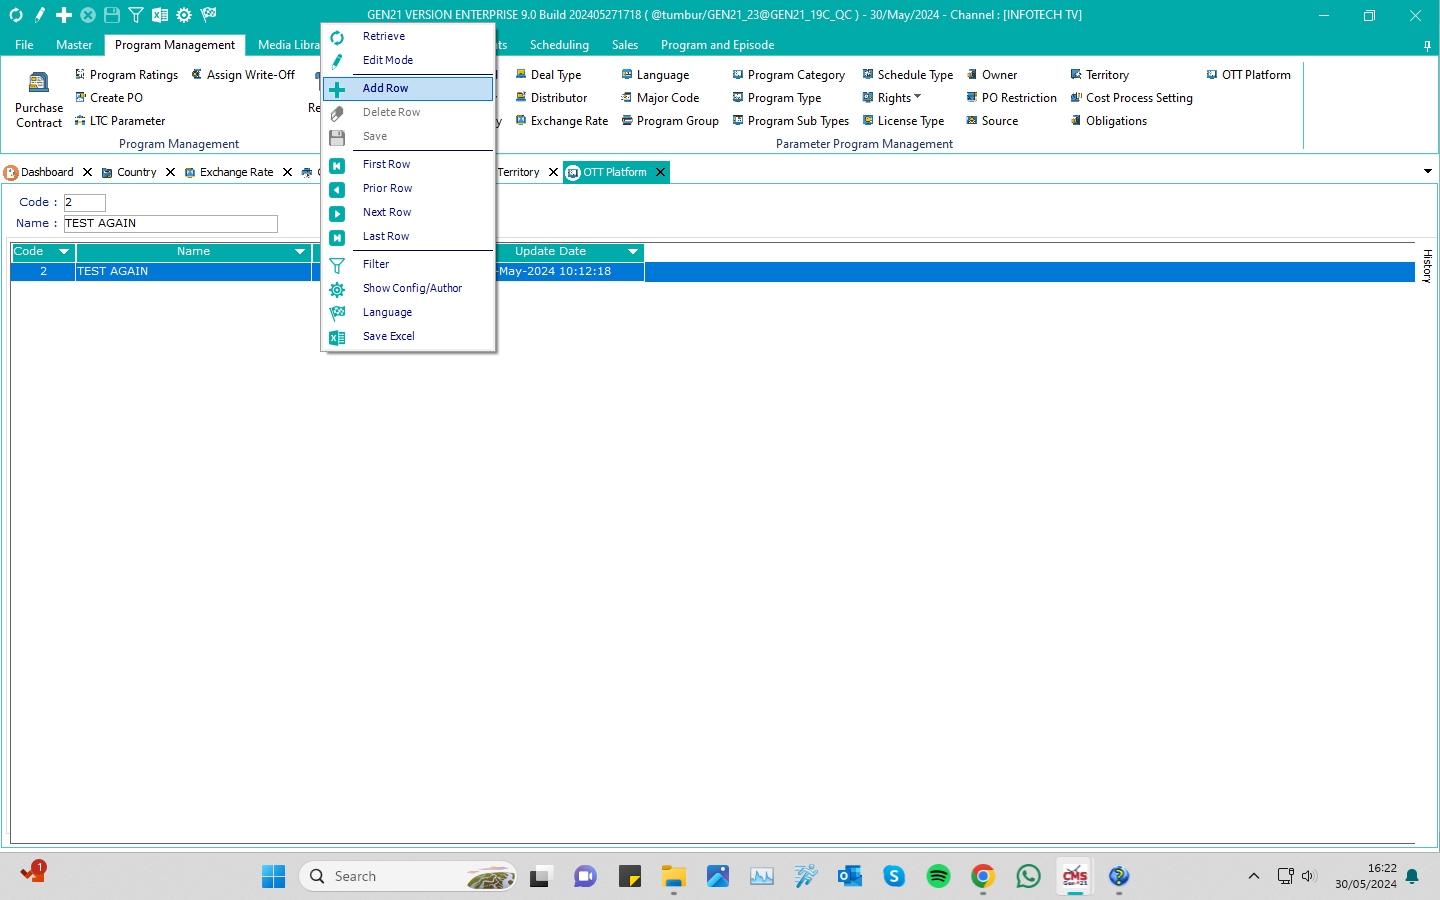 GEN21 VERSION ENTERPRISE 9.0 Build 202405271718 ( @tumbur/GEN21_23@GEN21_19C_QC ) - 30/May/2024 - Channel : [INFOTECH TV]
File Master Program Management Media Libra ts Scheduling Sales Program and Episode
Purchase Contract
Program Ratings
Create PO
LTC Parameter
Assign Write-Off
Re
Program Management
Deal Type
Distributor
Exchange Rate
Language
Major Code
Program Group
Program Category
Program Type
Program Sub Types
Schedule Type
Rights
License Type
Owner
PO Restriction
Source
Territory
Cost Process Setting
Obligations
OTT Platform
Parameter Program Management
Retrieve
Edit Mode
Add Row
Delete Row
Save
First Row
Prior Row
Next Row
Last Row
Filter
Show Config/Author
Language
Save Excel
Dashboard Country Exchange Rate Territory OTT Platform
Code : 2
Name : TEST AGAIN
Code Name Update Date
2 TEST AGAIN -May-2024 10:12:18
History
1
Search
CMS
Gen21
16:22
30/05/2024